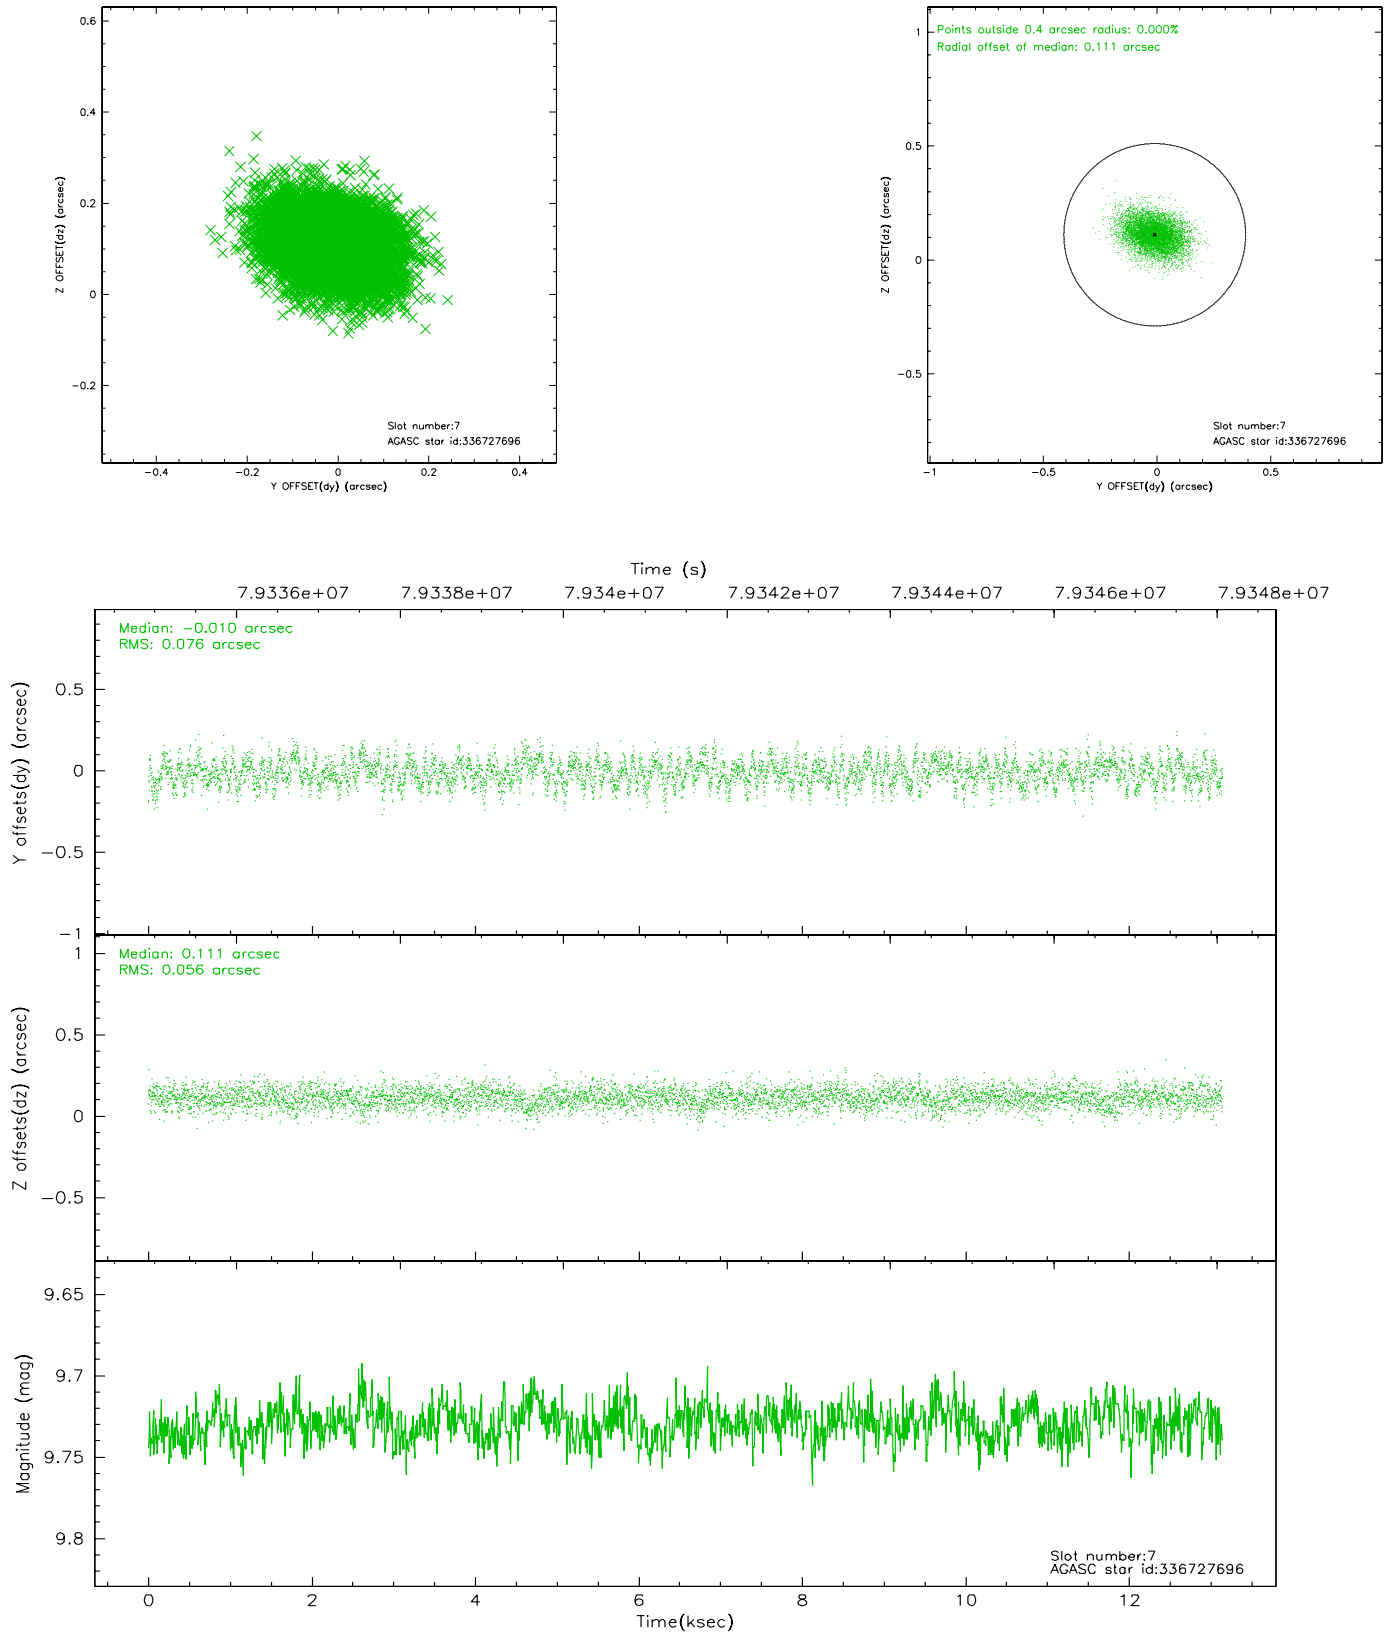 0.6
0.4
0.2
0
−0.2
Z OFFSET(dz) (arcsec)
Slot number:7
AGASC star id:336727696
−0.4 −0.2 0 0.2 0.4
Y OFFSET(dy) (arcsec)
Points outside 0.4 arcsec radius: 0.000%
Radial offset of median: 0.111 arcsec
1
0.5
0
−0.5
Z OFFSET(dz) (arcsec)
Slot number:7
AGASC star id:336727696
−1 −0.5 0 0.5
Y OFFSET(dy) (arcsec)
Time (s)
7.9336e+07 7.9338e+07 7.934e+07 7.9342e+07 7.9344e+07 7.9346e+07 7.9348e+07
Median: −0.010 arcsec
RMS: 0.076 arcsec
0.5
0
−0.5
−1
Y offsets(dy) (arcsec)
Median: 0.111 arcsec
RMS: 0.056 arcsec
1
0.5
0
−0.5
Z offsets(dz) (arcsec)
9.65
9.7
9.75
9.8
Magnitude (mag)
Slot number:7
AGASC star id:336727696
0 2 4 6 8 10 12
Time(ksec)